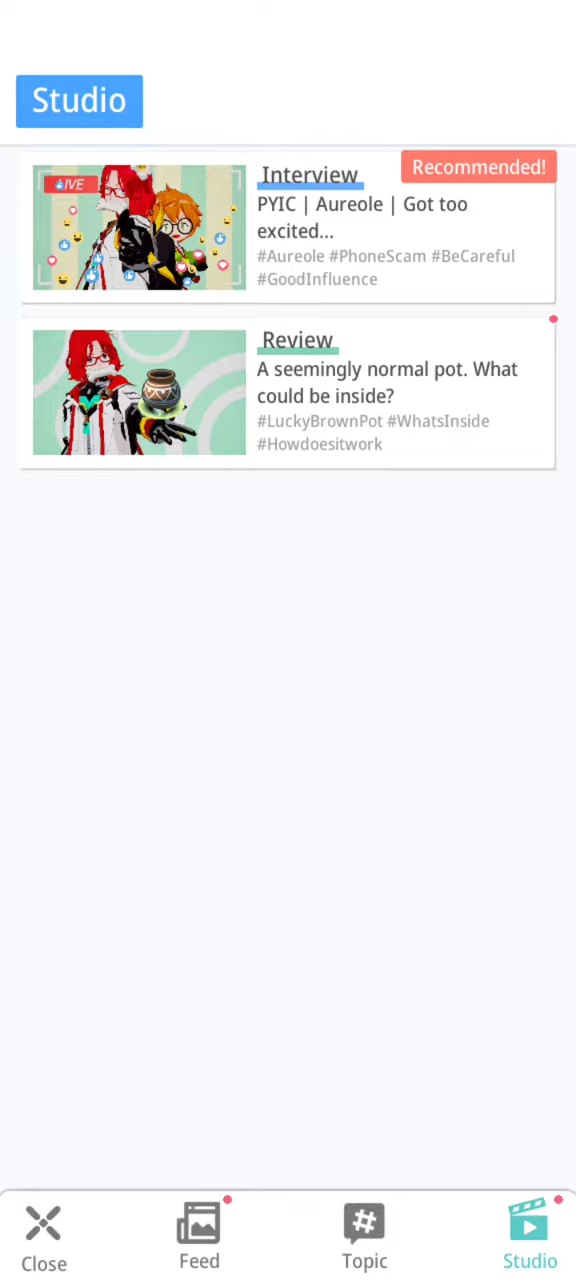 Studio
Recommended!
LIVE
Interview
PYIC | Aureole | Got too
excited...
#Aureole #PhoneScam #BeCareful
#GoodInfluence
Review
A seemingly normal pot. What
could be inside?
#LuckyBrownPot #WhatsInside
#Howdoesitwork
Close
Feed
Topic
Studio